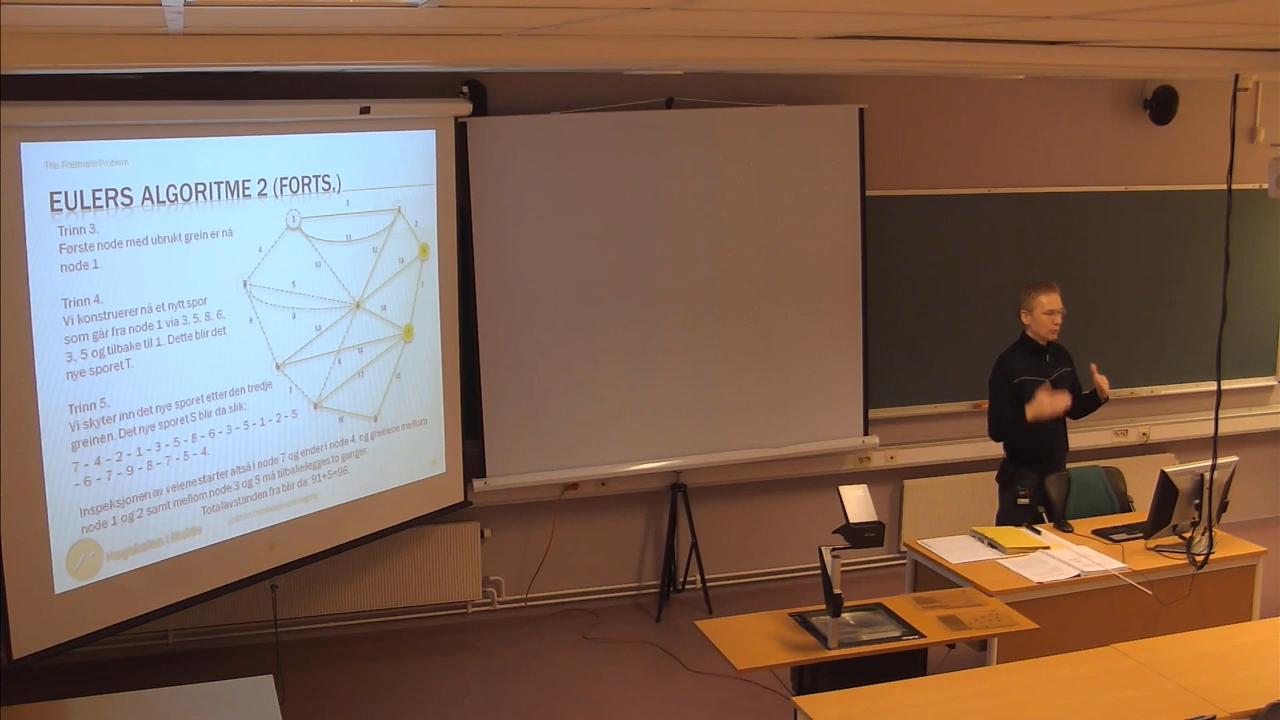 The Postmans Problem
EULERS ALGORITME 2 (FORTS.)
Trinn 3.
Første node med ubrukt grein er nå
node 1.
Trinn 4.
Vi konstruerer nå et nytt spor
som går fra node 1 via 3, 5, 8, 6,
3, 5 og tilbake til 1. Dette blir det
nye sporet T.
Trinn 5.
Vi skyter inn det nye sporet etter den tredje
greinen. Det nye sporet S blir da slik:
7 - 4 - 2 - 1 - 3 - 5 - 8 - 6 - 3 - 5 - 1 - 2 - 5
- 6 - 7 - 9 - 8 - 7 - 5 - 4.
Inspeksjonen av veiene starter altså i node 7 og ender i node 4, og greinene mellom
node 1 og 2 samt mellom node 3 og 5 må tilbakelegges to ganger.
Totalavstanden fra blir da: 91+5=96.
Høgskolen i Molde